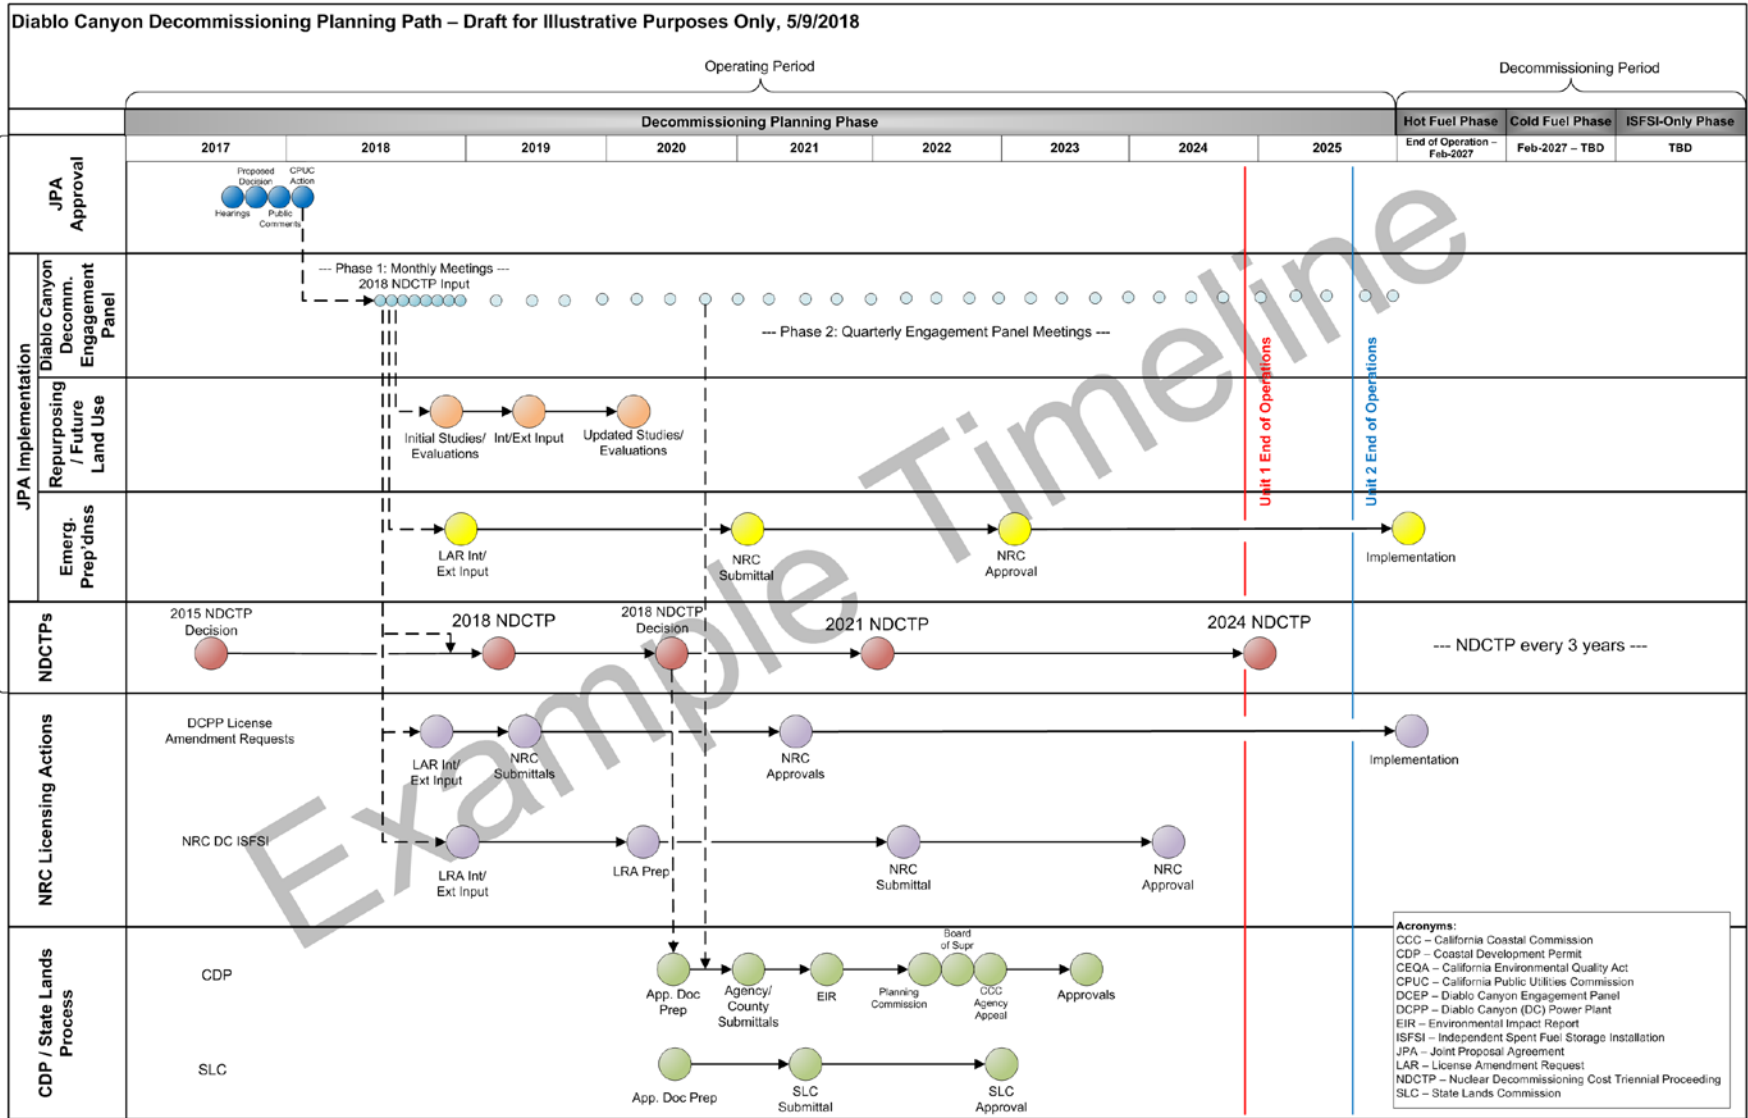 Diablo Canyon Decommissioning Planning Path – Draft for Illustrative Purposes Only, 5/9/2018
Operating Period
Decommissioning Period
Decommissioning Planning Phase
Hot Fuel Phase
Cold Fuel Phase
ISFSI-Only Phase
2017
2018
2019
2020
2021
2022
2023
2024
2025
End of Operation –
Feb-2027
Feb-2027 – TBD
TBD
JPA
Approval
Proposed
Decision
CPUC
Action
Hearings
Public
Comments
JPA Implementation
Diablo Canyon
Decomm.
Engagement
Panel
--- Phase 1: Monthly Meetings ---
2018 NDCTP Input
--- Phase 2: Quarterly Engagement Panel Meetings ---
Unit 1 End of Operations
Unit 2 End of Operations
Repurposing
/ Future
Land Use
Initial Studies/
Evaluations
Int/Ext Input
Updated Studies/
Evaluations
Emerg.
Prep'dnss
LAR Int/
Ext Input
NRC
Submittal
NRC
Approval
Implementation
NDCTPs
2015 NDCTP
Decision
2018 NDCTP
2018 NDCTP
Decision
2021 NDCTP
2024 NDCTP
--- NDCTP every 3 years ---
NRC Licensing Actions
DCPP License
Amendment Requests
LAR Int/
Ext Input
NRC
Submittals
NRC
Approvals
Implementation
NRC DC ISFSI
LRA Int/
Ext Input
LRA Prep
NRC
Submittal
NRC
Approval
CDP / State Lands
Process
CDP
App. Doc
Prep
Agency/
County
Submittals
EIR
Planning
Commission
Board
of Supr
CCC
Agency
Appeal
Approvals
SLC
App. Doc Prep
SLC
Submittal
SLC
Approval
Acronyms:
CCC – California Coastal Commission
CDP – Coastal Development Permit
CEQA – California Environmental Quality Act
CPUC – California Public Utilities Commission
DCEP – Diablo Canyon Engagement Panel
DCPP – Diablo Canyon (DC) Power Plant
EIR – Environmental Impact Report
ISFSI – Independent Spent Fuel Storage Installation
JPA – Joint Proposal Agreement
LAR – License Amendment Request
NDCTP – Nuclear Decommissioning Cost Triennial Proceeding
SLC – State Lands Commission
Example Timeline